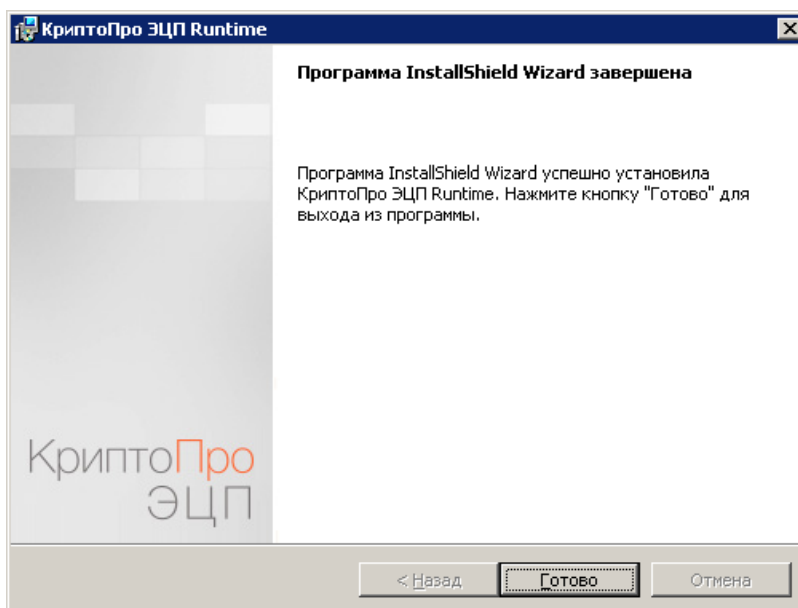 КриптоПро ЭЦП Runtime
Программа InstallShield Wizard завершена
Программа InstallShield Wizard успешно установила
КриптоПро ЭЦП Runtime. Нажмите кнопку "Готово" для
выхода из программы.
КриптоПро
ЭЦП
< Назад
Готово
Отмена